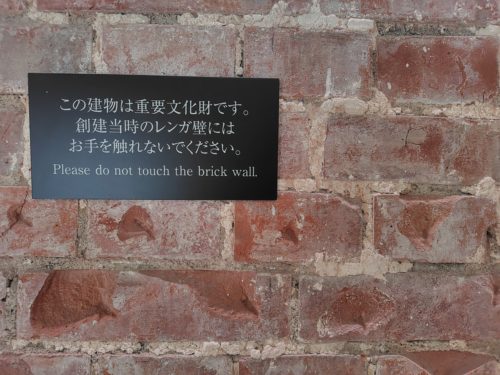 この建物は重要文化財です。
創建当時のレンガ壁には
お手を触れないでください。
Please do not touch the brick wall.